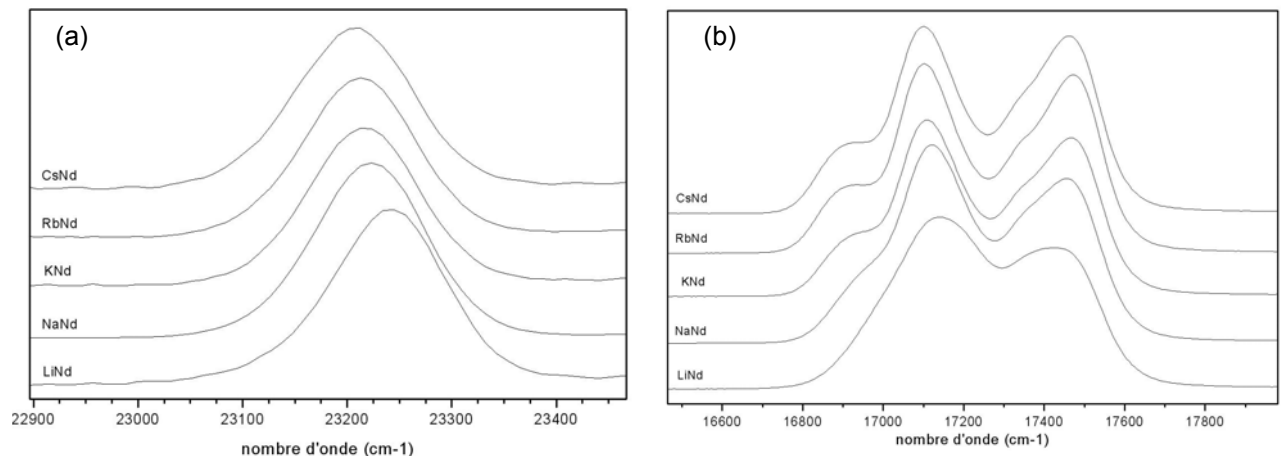 (a)
CsNd
RbNd
KNd
NaNd
LiNd
22900 23000 23100 23200 23300 23400
nombre d'onde (cm-1)
(b)
CsNd
RbNd
KNd
NaNd
LiNd
16600 16800 17000 17200 17400 17600 17800
nombre d'onde (cm-1)